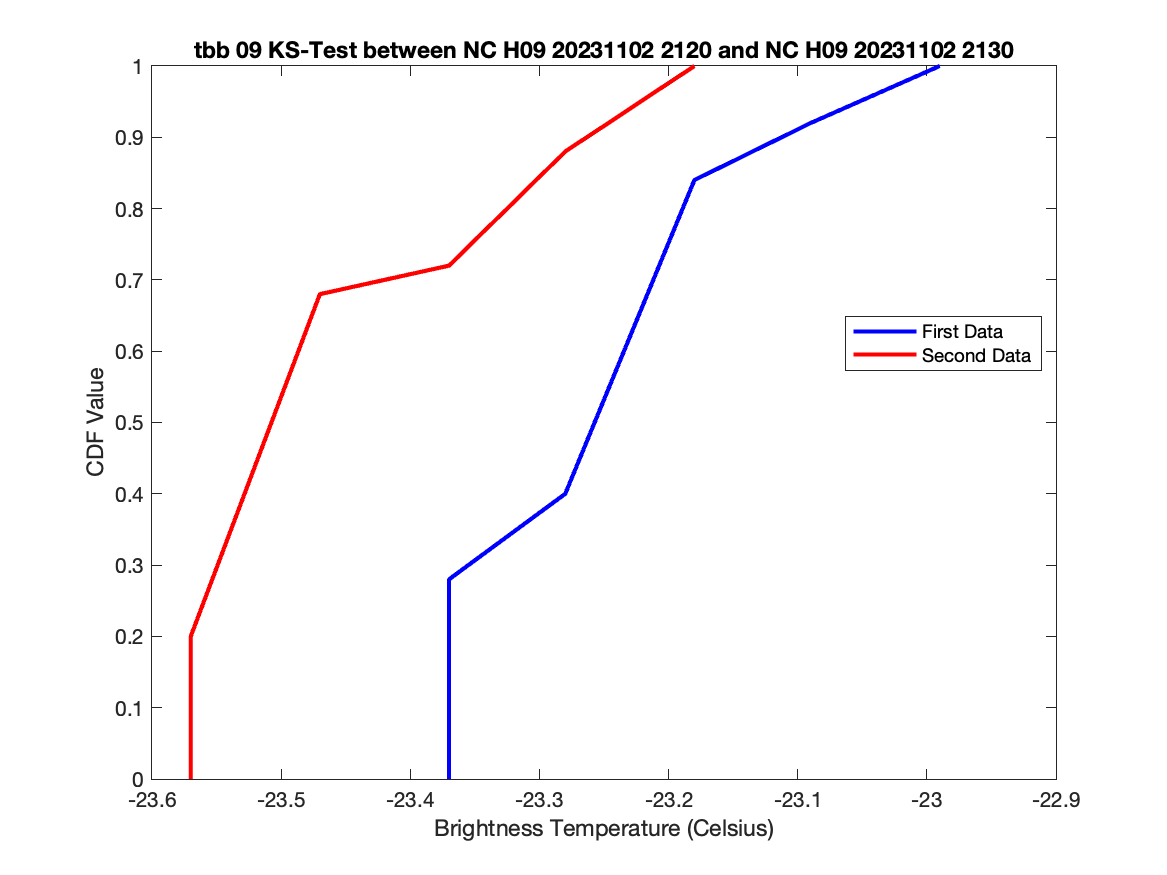 tbb 09 KS-Test between NC H09 20231102 2120 and NC H09 20231102 2130
1
0.9
0.8
0.7
0.6
0.5
0.4
0.3
0.2
0.1
0
CDF Value
First Data
Second Data
-23.6 -23.5 -23.4 -23.3 -23.2 -23.1 -23 -22.9
Brightness Temperature (Celsius)